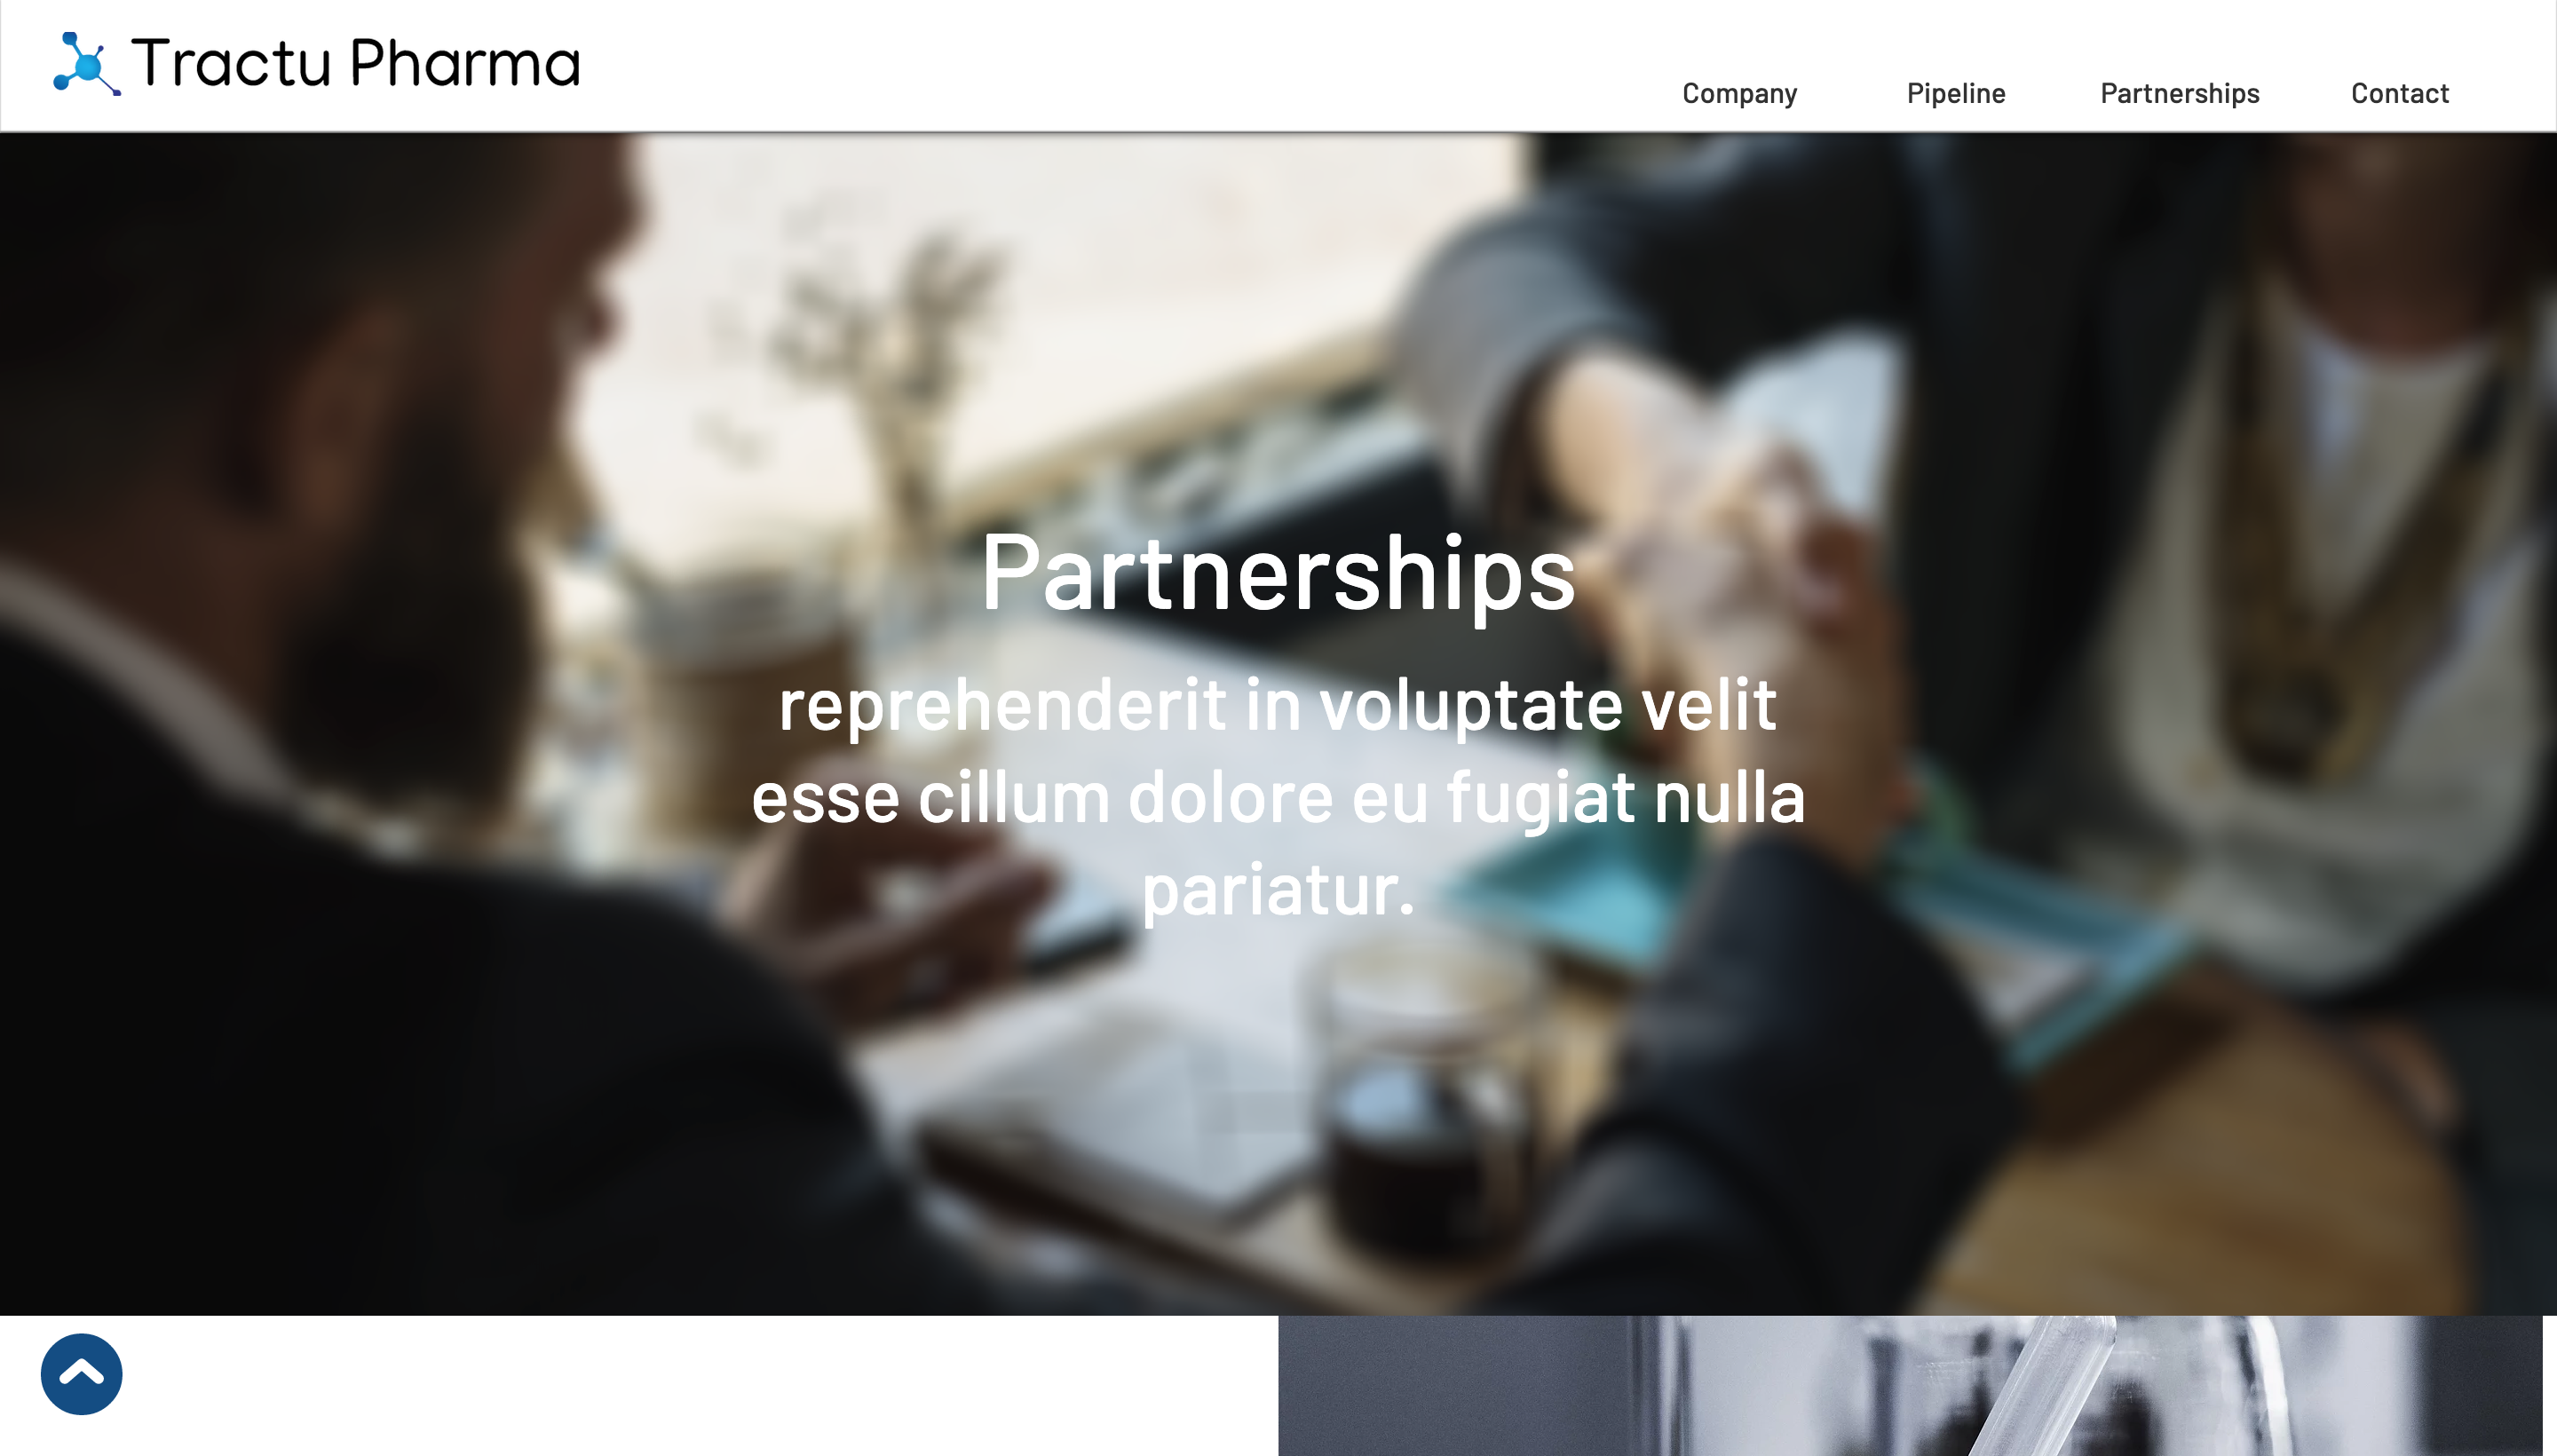 Tractu Pharma
Company Pipeline Partnerships Contact
Partnerships
reprehenderit in voluptate velit
esse cillum dolore eu fugiat nulla
pariatur.